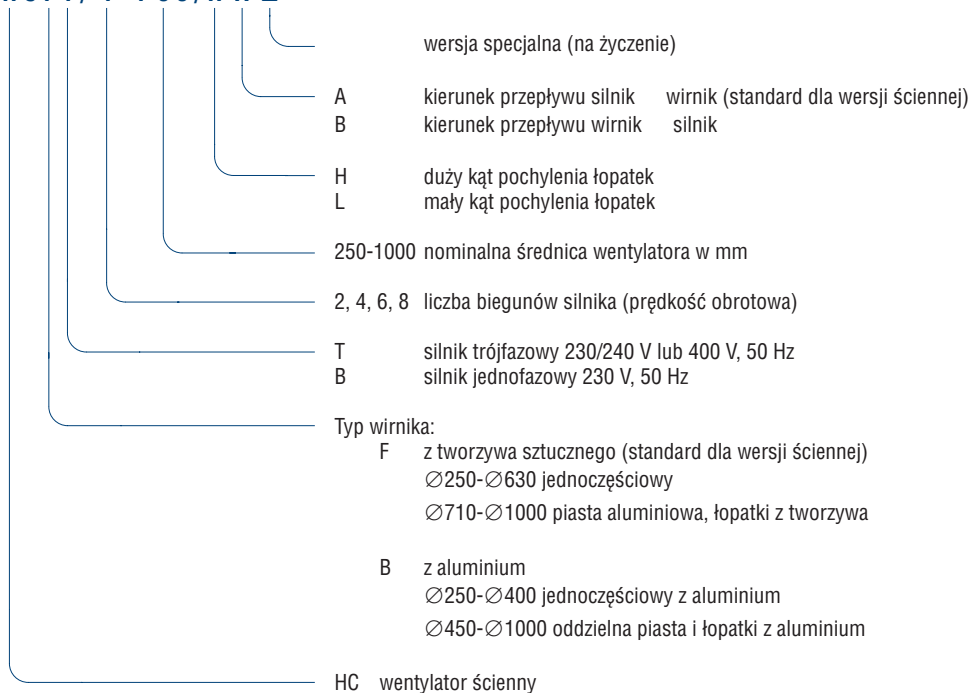 wersja specjalna (na życzenie)
A kierunek przepływu silnik wirnik (standard dla wersji ściennej)
B kierunek przepływu wirnik silnik
H duży kąt pochylenia łopatek
L mały kąt pochylenia łopatek
250-1000 nominalna średnica wentylatora w mm
2, 4, 6, 8 liczba biegunów silnika (prędkość obrotowa)
T silnik trójfazowy 230/240 V lub 400 V, 50 Hz
B silnik jednofazowy 230 V, 50 Hz
Typ wirnika:
F z tworzywa sztucznego (standard dla wersji ściennej)
∅250-∅630 jednoczęściowy
∅710-∅1000 piasta aluminiowa, łopatki z tworzywa
B z aluminium
∅250-∅400 jednoczęściowy z aluminium
∅450-∅1000 oddzielna piasta i łopatki z aluminium
HC wentylator ścienny